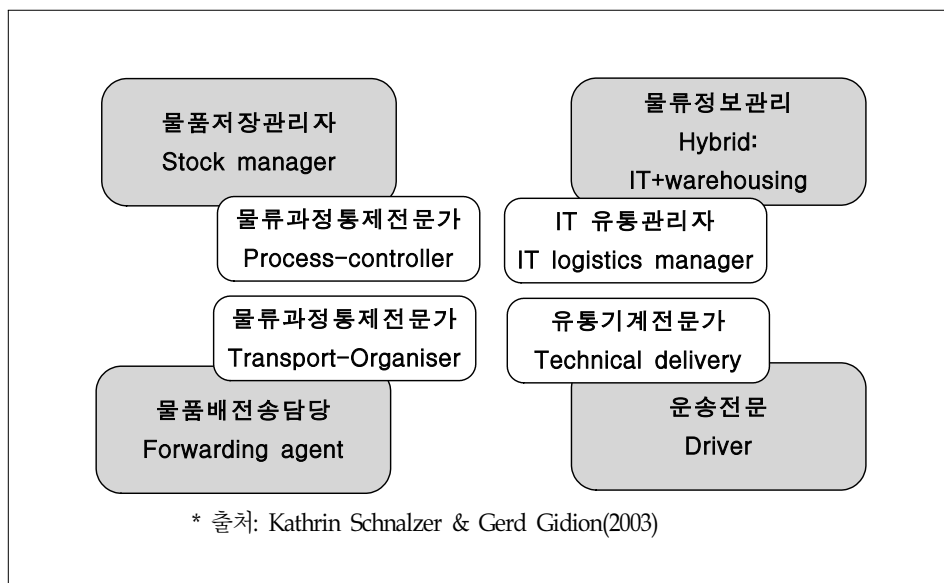 물품저장관리자
Stock manager
물류정보관리
Hybrid:
IT+warehousing
물류과정통제전문가
Process-controller
IT 유통관리자
IT logistics manager
물류과정통제전문가
Transport-Organiser
유통기계전문가
Technical delivery
물품배전송담당
Forwarding agent
운송전문
Driver
* 출처: Kathrin Schnalzer & Gerd Gidion(2003)